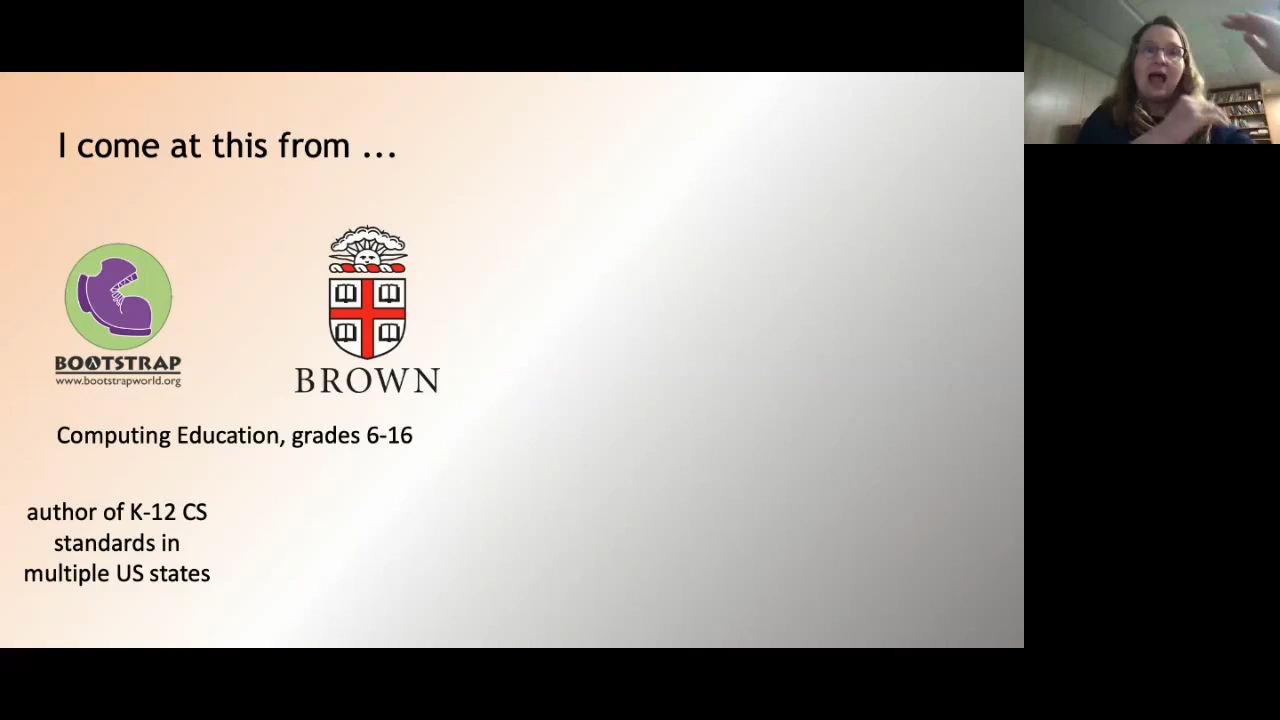 I come at this from ...
BOOTSTRAP
www.bootstrapworld.org
BROWN
Computing Education, grades 6-16
author of K-12 CS
standards in
multiple US states